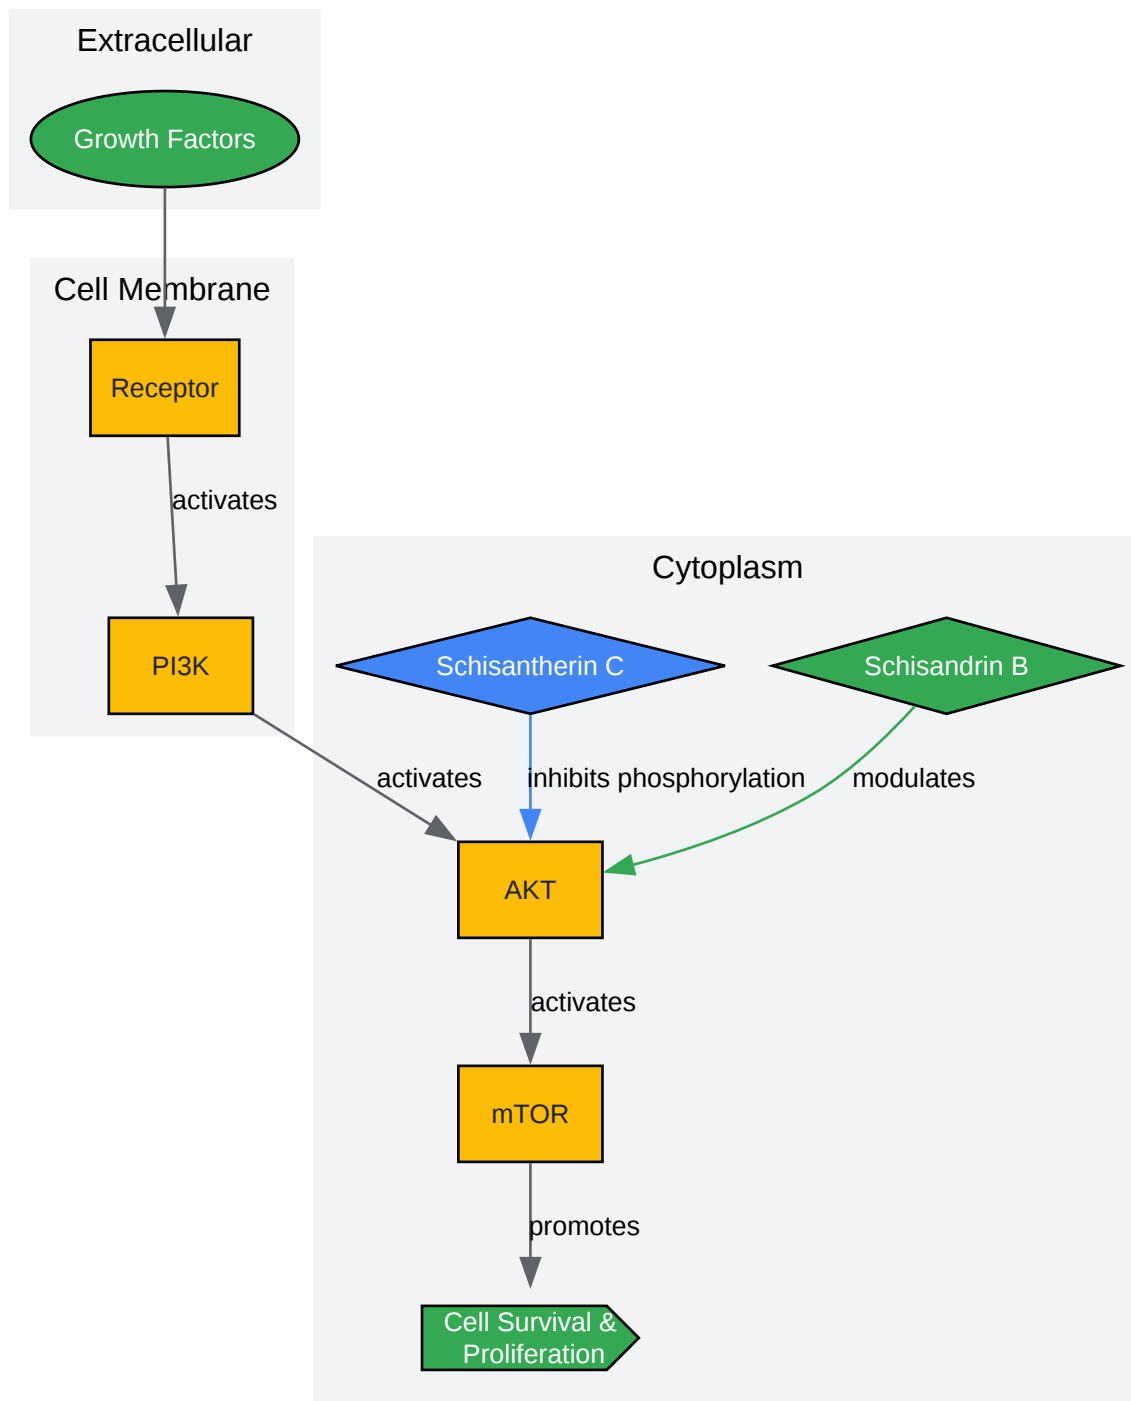 Extracellular
Growth Factors
Cell Membrane
Receptor
activates
PI3K
Cytoplasm
Schisantherin C
Schisandrin B
activates
inhibits phosphorylation
modulates
AKT
activates
mTOR
promotes
Cell Survival &
Proliferation